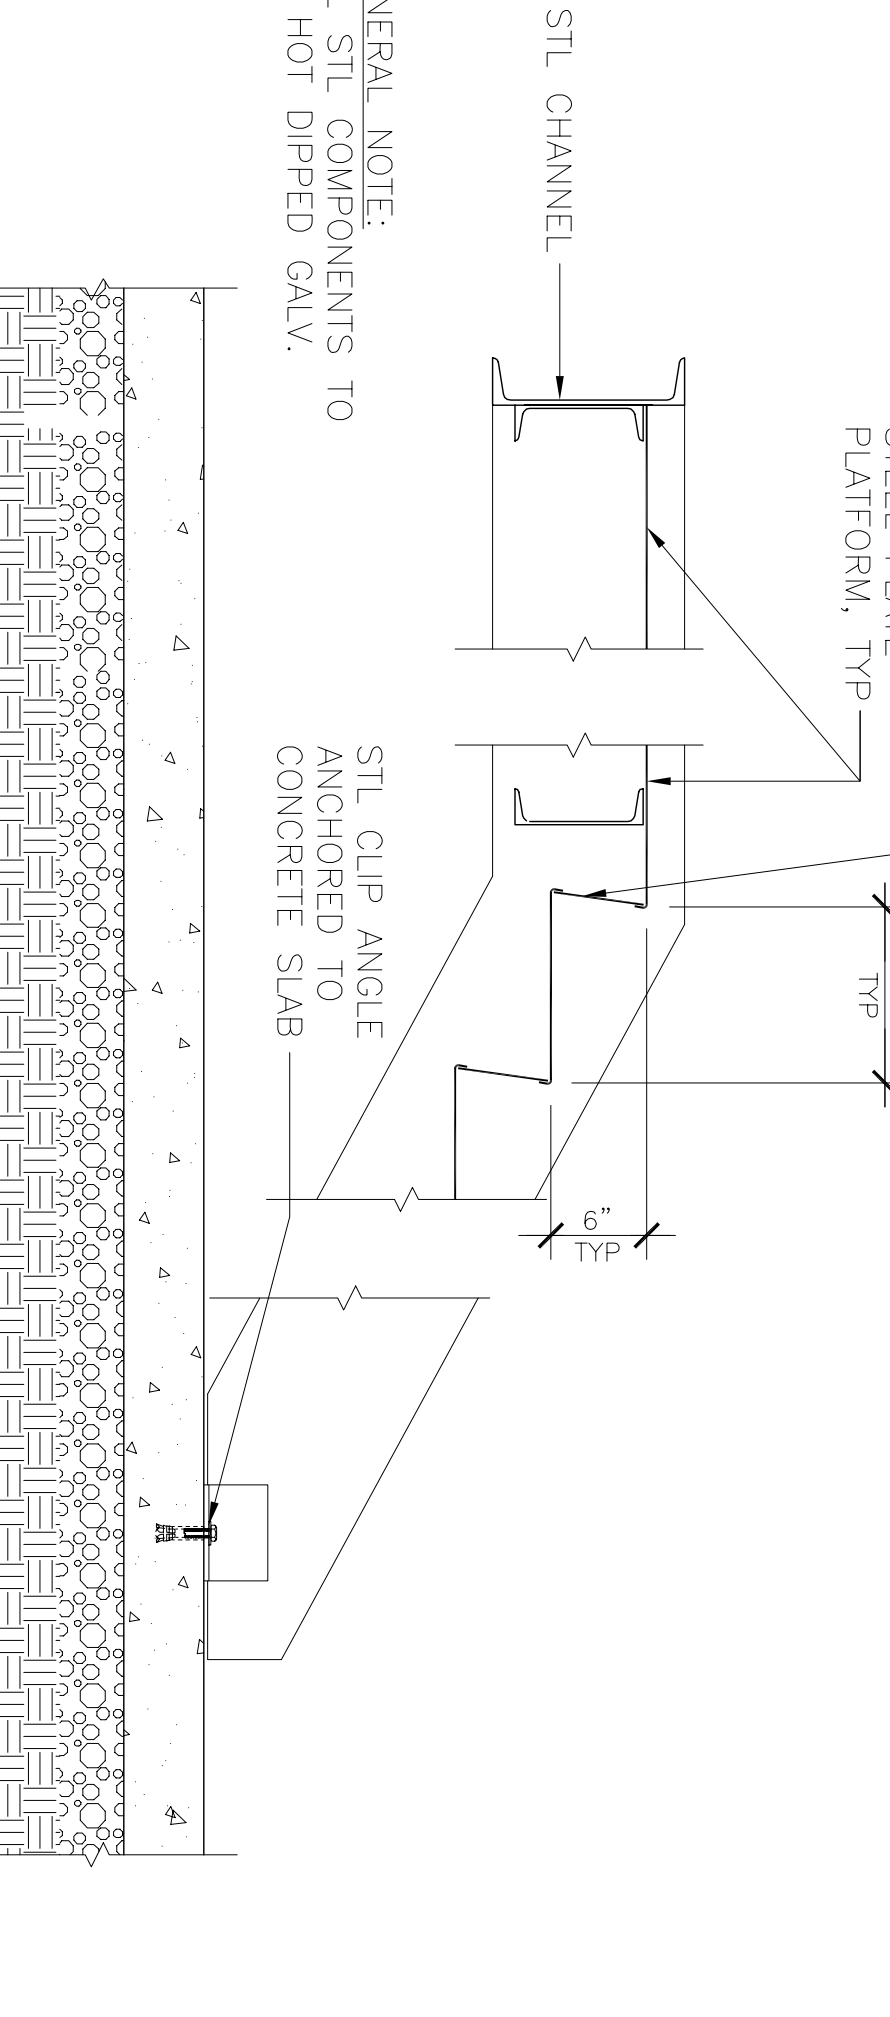 PLATFORM, TYP
STL CHANNEL
TYP
6”
TYP
NERAL NOTE:
STL COMPONENTS TO
HOT DIPPED GALV.
STL CLIP ANGLE
ANCHORED TO
CONCRETE SLAB